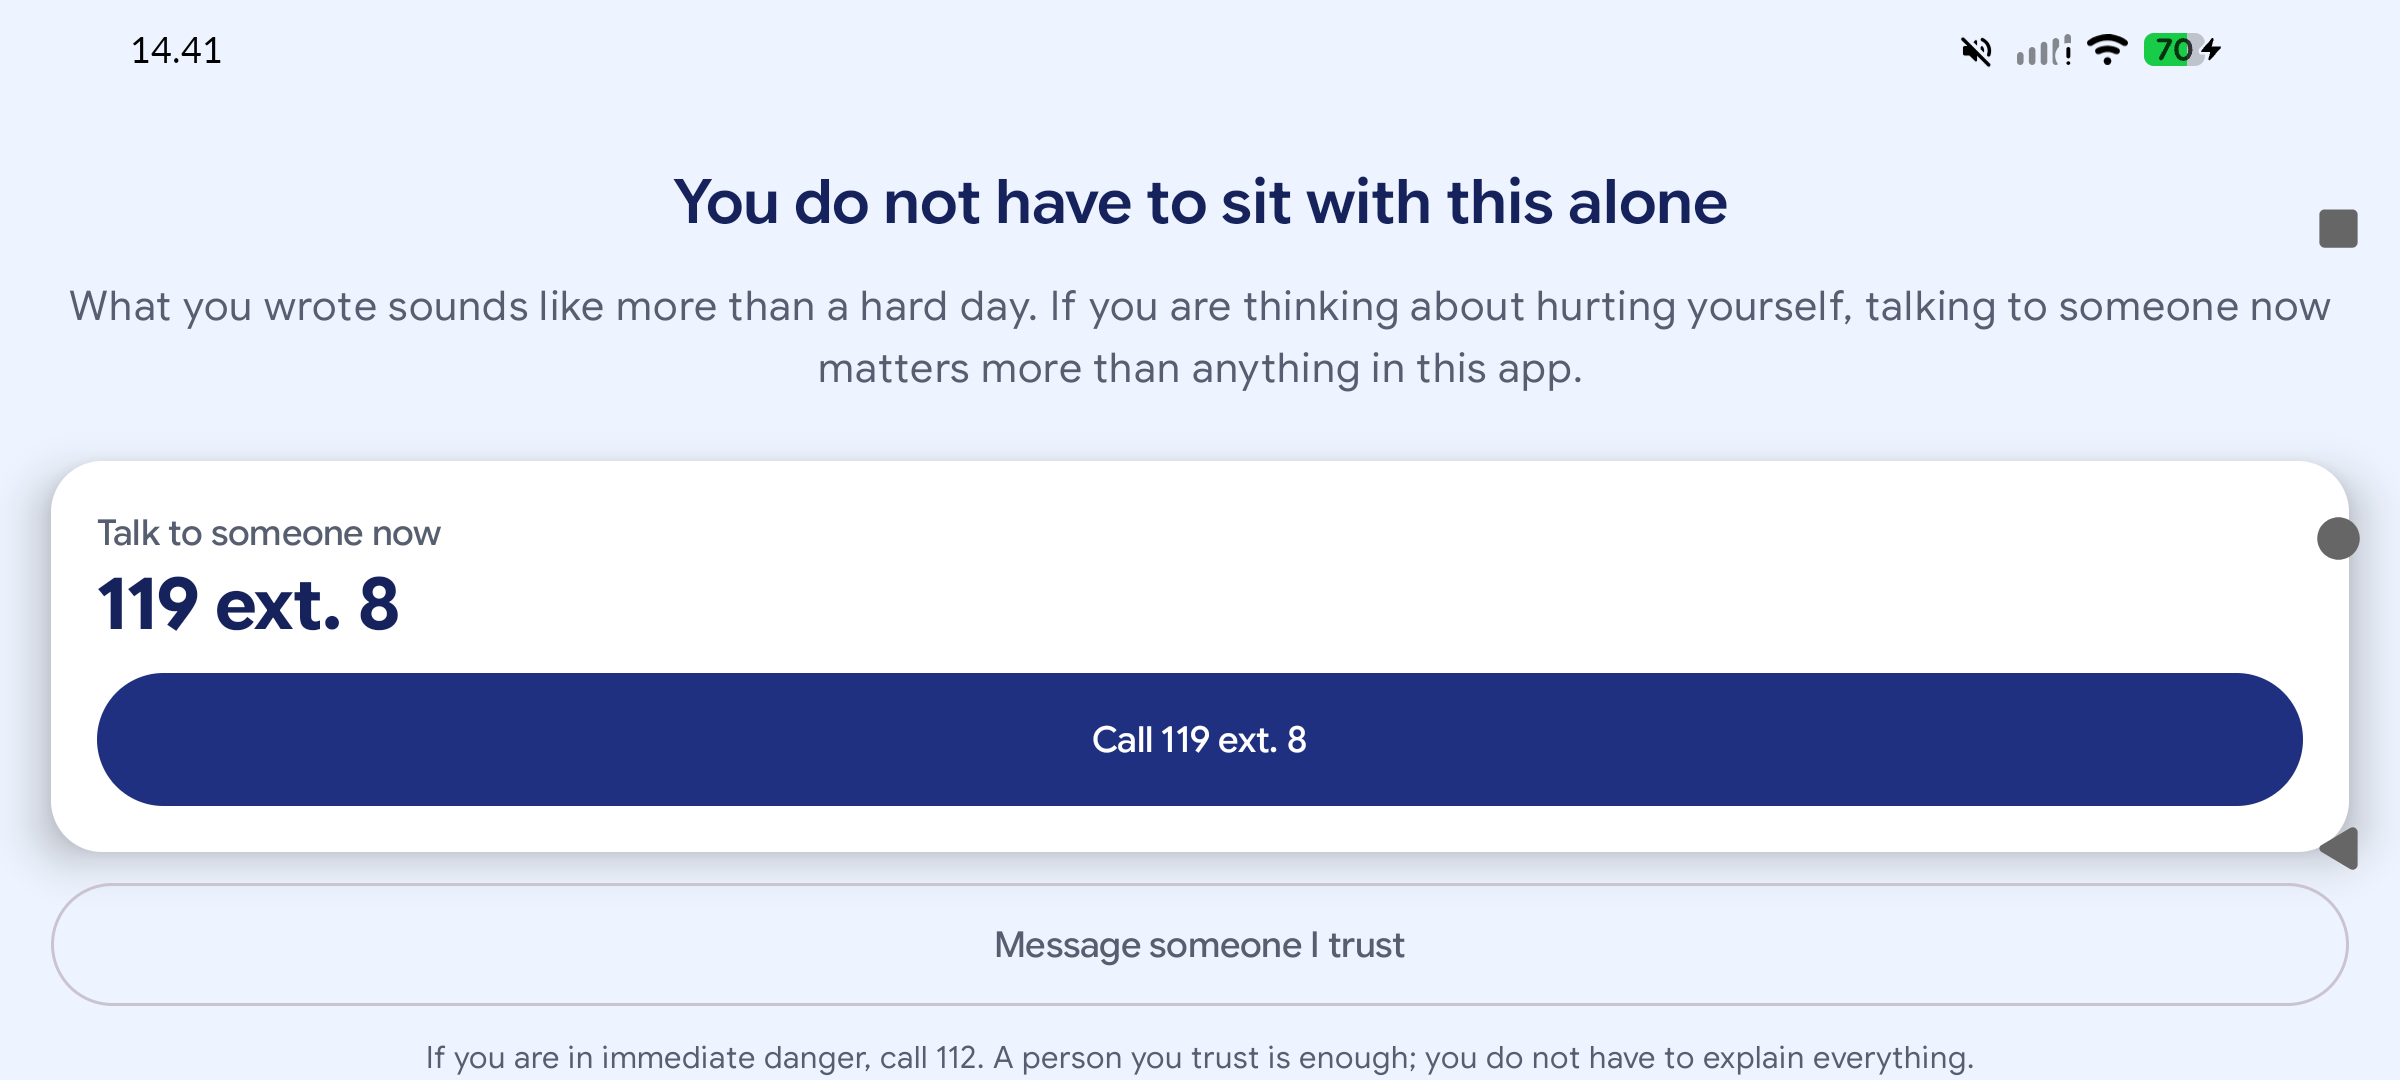 14.41
70
You do not have to sit with this alone
What you wrote sounds like more than a hard day. If you are thinking about hurting yourself, talking to someone now
matters more than anything in this app.
Talk to someone now
119 ext. 8
Call 119 ext. 8
Message someone I trust
If you are in immediate danger, call 112. A person you trust is enough; you do not have to explain everything.